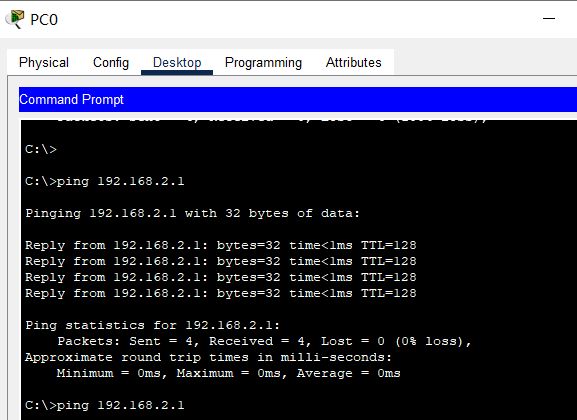 PC0
Physical Config Desktop Programming Attributes
Command Prompt
C:\>
C:\>ping 192.168.2.1
Pinging 192.168.2.1 with 32 bytes of data:
Reply from 192.168.2.1: bytes=32 time<1ms TTL=128
Reply from 192.168.2.1: bytes=32 time<1ms TTL=128
Reply from 192.168.2.1: bytes=32 time<1ms TTL=128
Reply from 192.168.2.1: bytes=32 time<1ms TTL=128
Ping statistics for 192.168.2.1:
Packets: Sent = 4, Received = 4, Lost = 0 (0% loss),
Approximate round trip times in milli-seconds:
Minimum = 0ms, Maximum = 0ms, Average = 0ms
C:\>ping 192.168.2.1